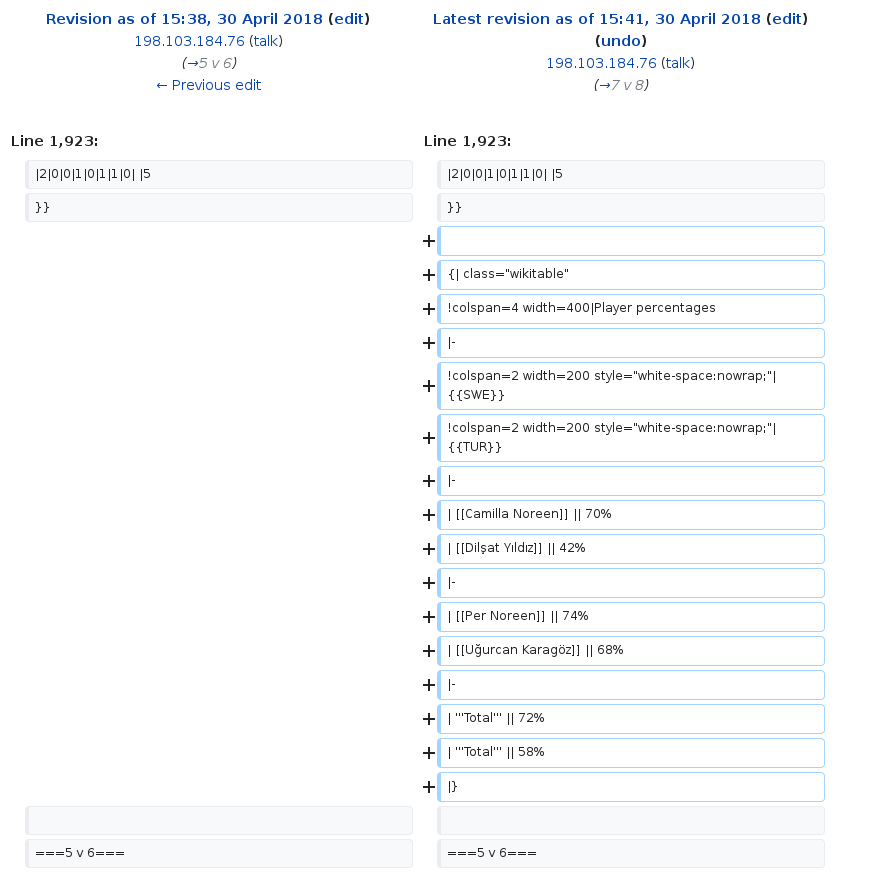 Revision as of 15:38, 30 April 2018 (edit)
198.103.184.76 (talk)
(→5 v 6)
← Previous edit
Latest revision as of 15:41, 30 April 2018 (edit)
(undo)
198.103.184.76 (talk)
(→7 v 8)
Line 1,923:
Line 1,923:
|2|0|0|1|0|1|1|0| |5
|2|0|0|1|0|1|1|0| |5
}}
}}
+
+ {| class="wikitable"
+ !colspan=4 width=400|Player percentages
+ |-
+ !colspan=2 width=200 style="white-space:nowrap;"|
{{SWE}}
+ !colspan=2 width=200 style="white-space:nowrap;"|
{{TUR}}
+ |-
+ | [[Camilla Noreen]] || 70%
+ | [[Dilşat Yıldız]] || 42%
+ |-
+ | [[Per Noreen]] || 74%
+ | [[Uğurcan Karagöz]] || 68%
+ |-
+ | '''Total''' || 72%
+ | '''Total''' || 58%
+ |}
===5 v 6===
===5 v 6===